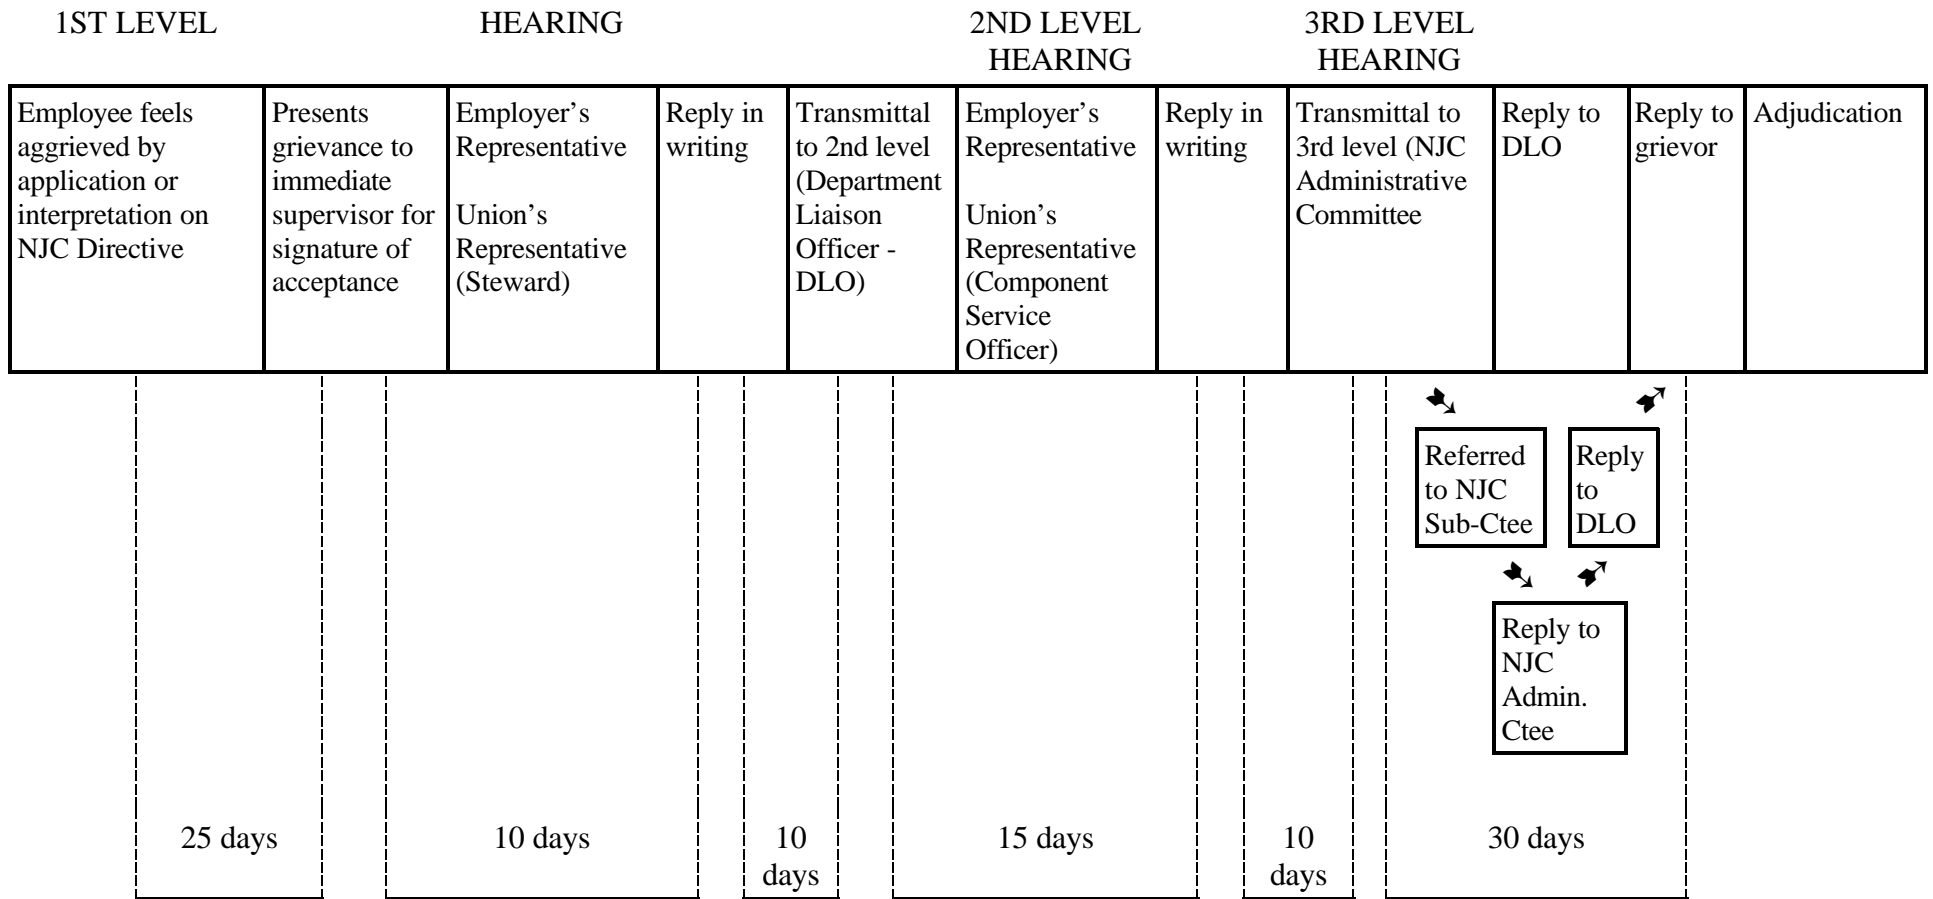 1ST LEVEL
HEARING
2ND LEVEL
HEARING
3RD LEVEL
HEARING
Employee feels
aggrieved by
application or
interpretation on
NJC Directive
Presents
grievance to
immediate
supervisor for
signature of
acceptance
Employer’s
Representative
Union’s
Representative
(Steward)
Reply in
writing
Transmittal
to 2nd level
(Department
Liaison
Officer -
DLO)
Employer’s
Representative
Union’s
Representative
(Component
Service
Officer)
Reply in
writing
Transmittal to
3rd level (NJC
Administrative
Committee
Reply to
DLO
Reply to
grievor
Adjudication
Referred
to NJC
Sub-Ctee
Reply
to
DLO
Reply to
NJC
Admin.
Ctee
25 days
10 days
10
days
15 days
10
days
30 days